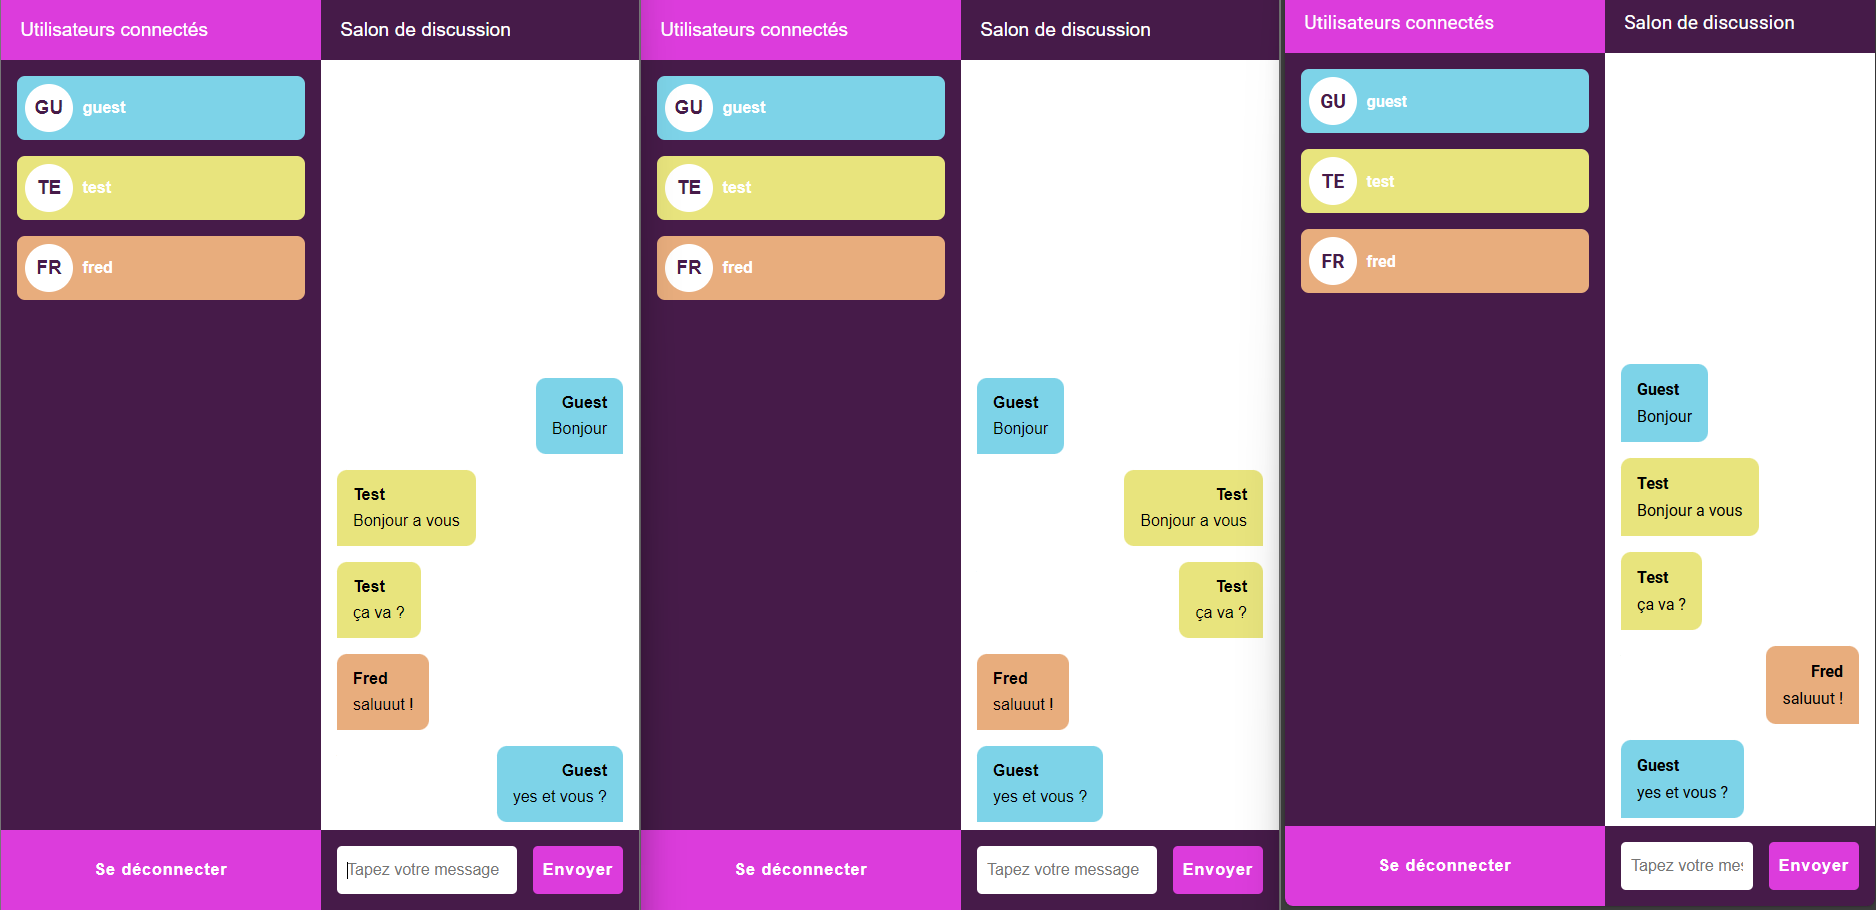 Utilisateurs connectés
GU guest
TE test
FR fred
Se déconnecter
Salon de discussion
Guest
Bonjour
Test
Bonjour a vous
Test
ça va ?
Fred
saluuut !
Guest
yes et vous ?
Tapez votre message
Envoyer
Utilisateurs connectés
GU guest
TE test
FR fred
Se déconnecter
Salon de discussion
Guest
Bonjour
Test
Bonjour a vous
Test
ça va ?
Fred
saluuut !
Guest
yes et vous ?
Tapez votre message
Envoyer
Utilisateurs connectés
GU guest
TE test
FR fred
Se déconnecter
Salon de discussion
Guest
Bonjour
Test
Bonjour a vous
Test
ça va ?
Fred
saluuut !
Guest
yes et vous ?
Tapez votre mes
Envoyer